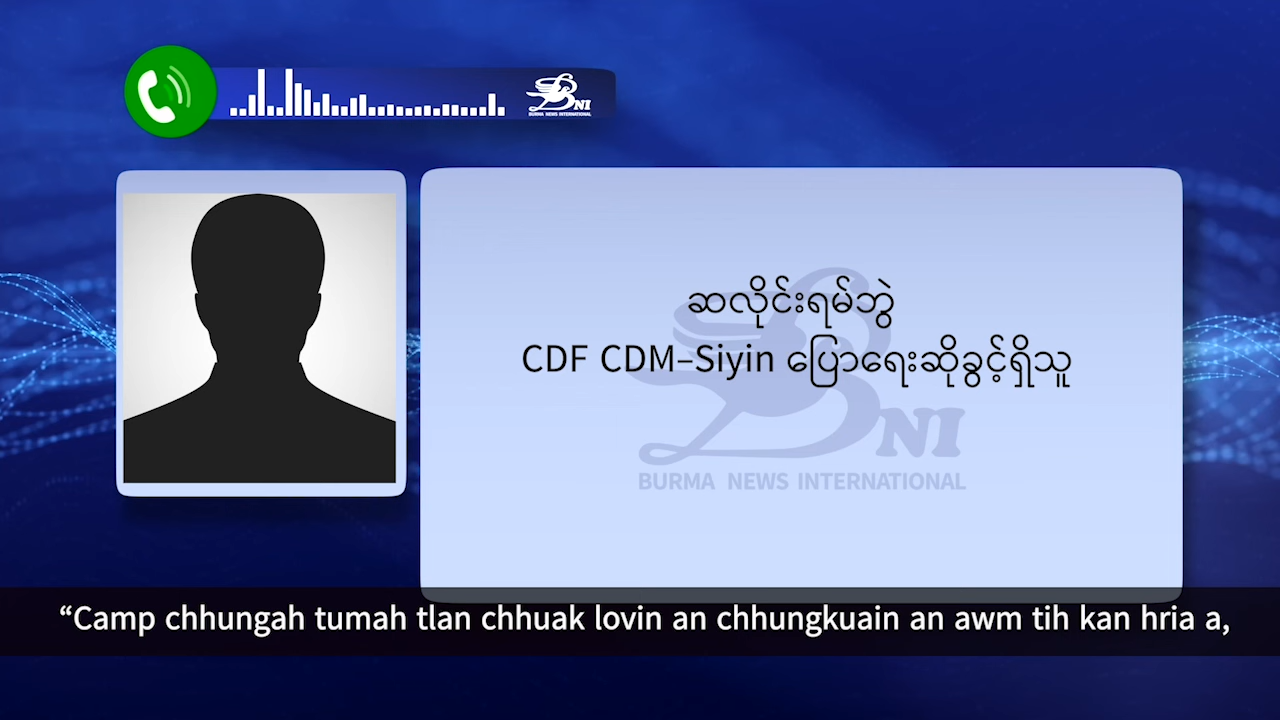 BNI
BURMA NEWS INTERNATIONAL
ဆလိုင်းရမ်ဘွဲ
CDF CDM–Siyin ပြောရေးဆိုခွင့်ရှိသူ
BNI
BURMA NEWS INTERNATIONAL
“Camp chhungah tumah tlan chhuak lovin an chhungkuain an awm tih kan hria a,